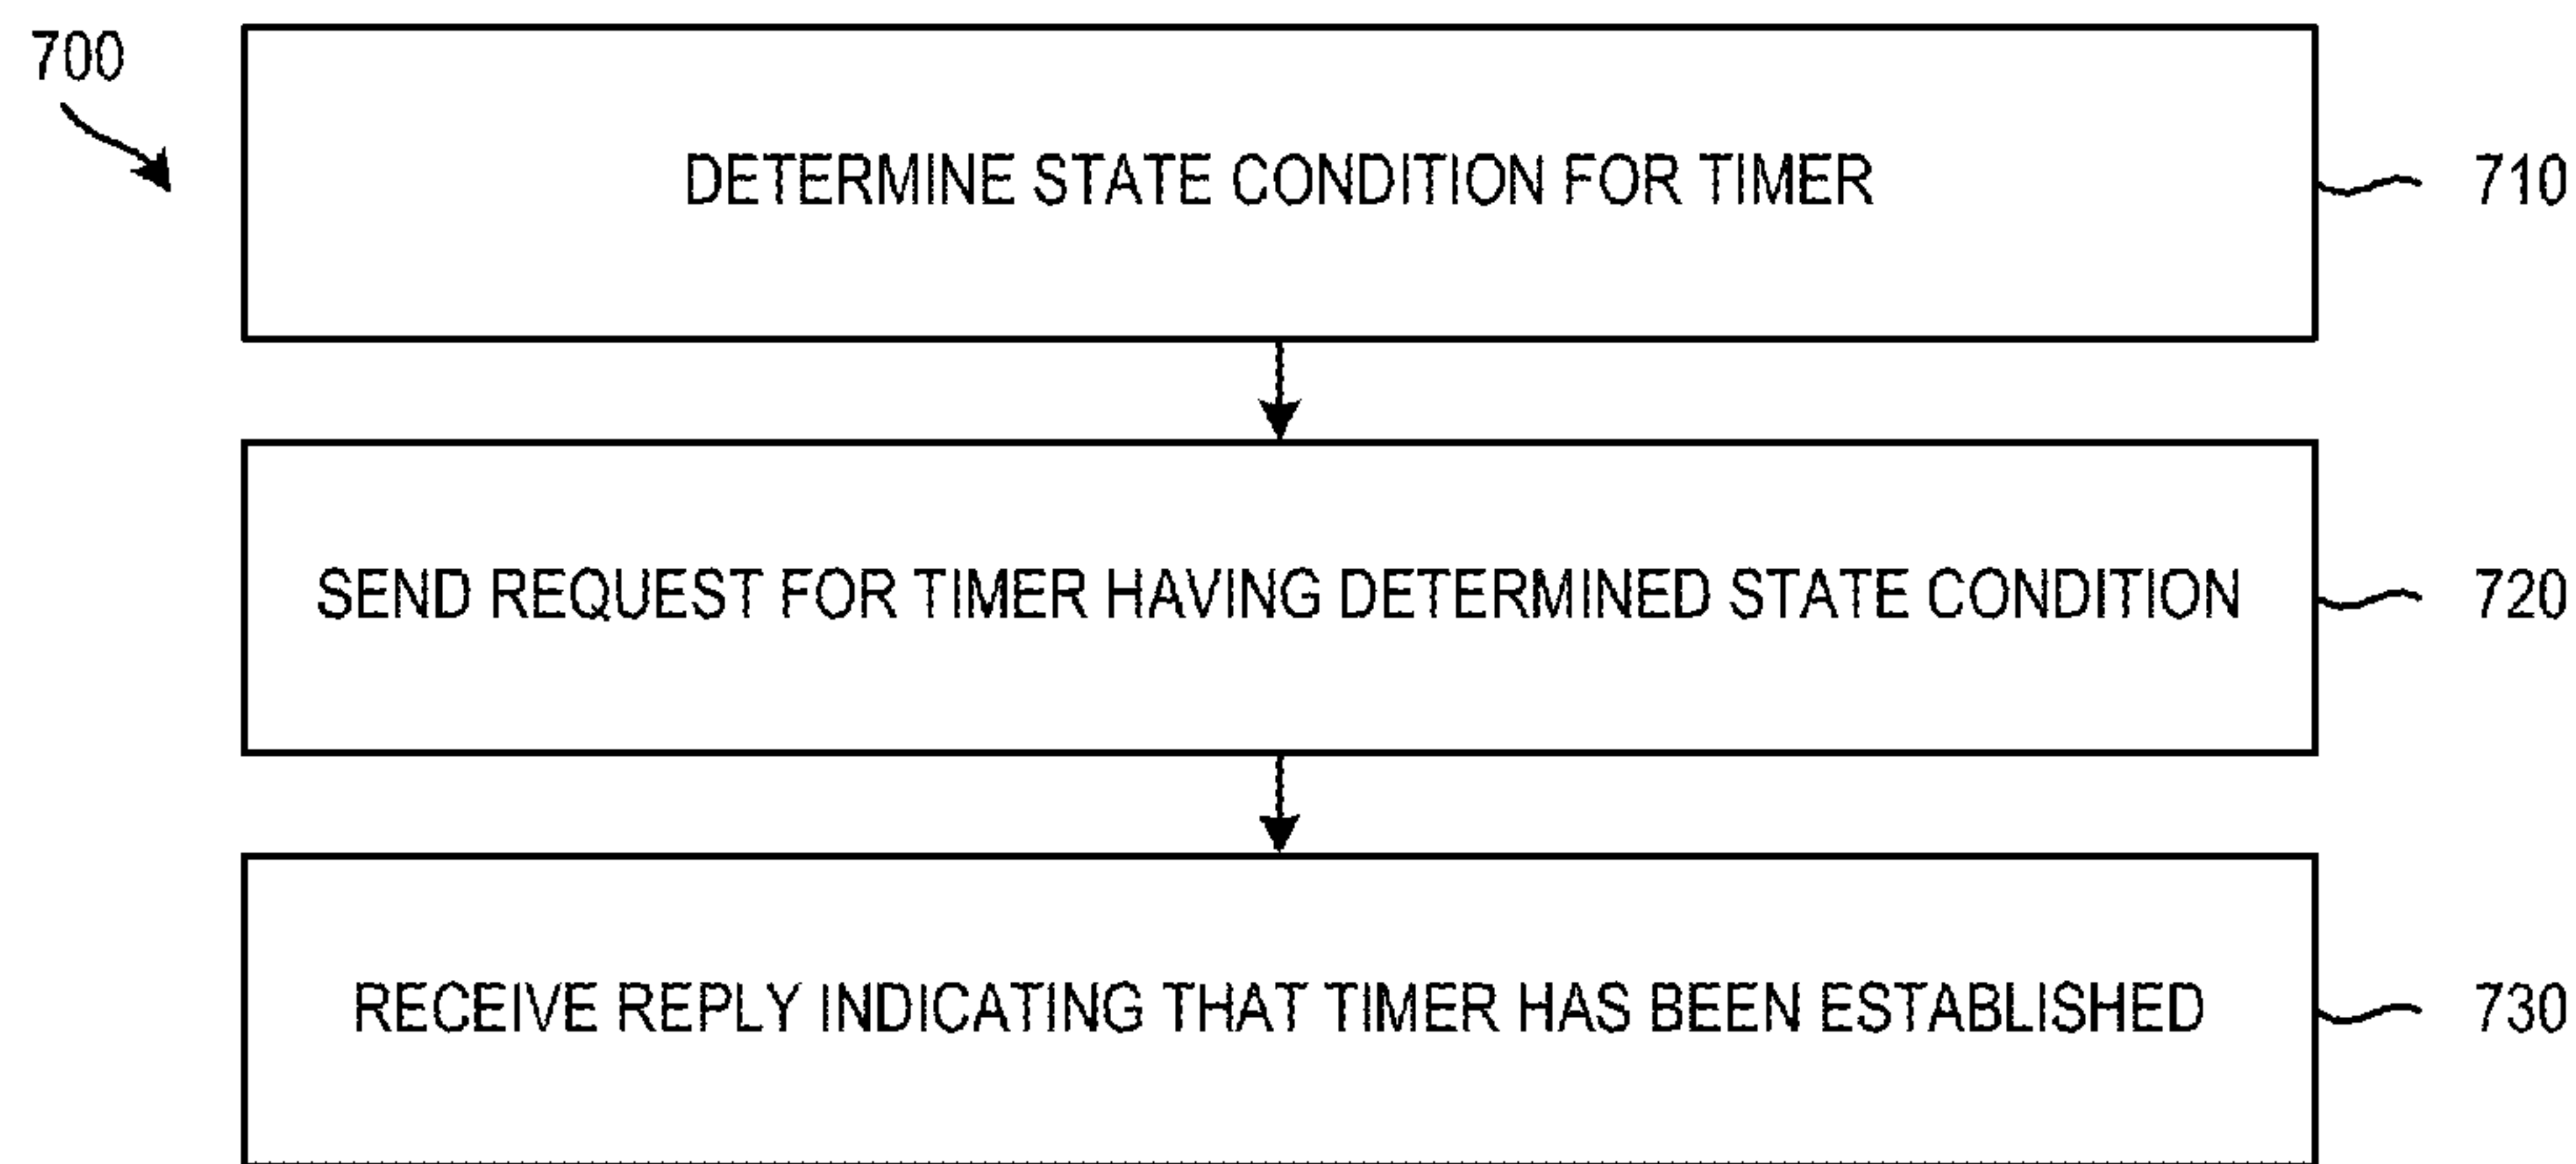 700
DETERMINE STATE CONDITION FOR TIMER
710
SEND REQUEST FOR TIMER HAVING DETERMINED STATE CONDITION
720
RECEIVE REPLY INDICATING THAT TIMER HAS BEEN ESTABLISHED
730